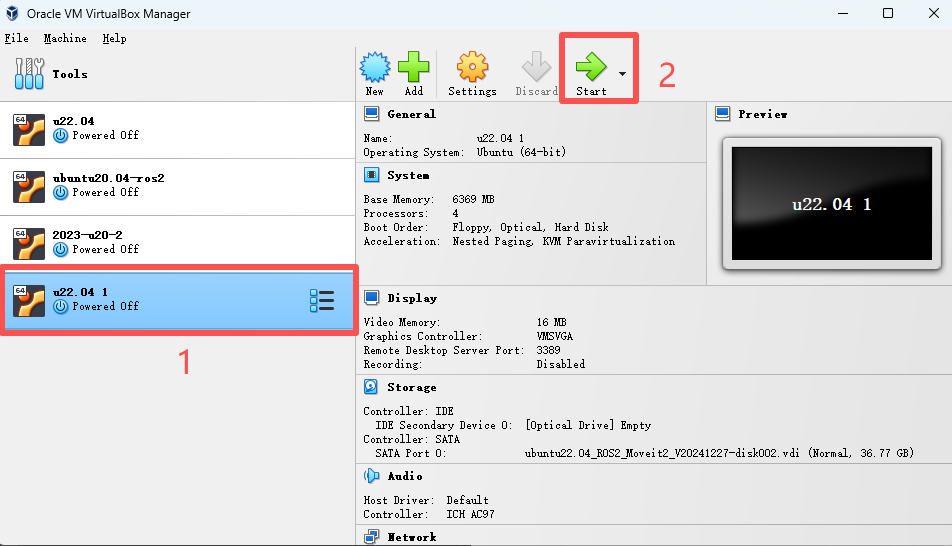 Oracle VM VirtualBox Manager
File Machine Help
Tools
New Add Settings Discard Start
2
64 u22.04
Powered Off
64 ubuntu20.04-ros2
Powered Off
64 2023-u20-2
Powered Off
64 u22.04 1
Powered Off
1
General
Name: u22.04 1
Operating System: Ubuntu (64-bit)
System
Base Memory: 6369 MB
Processors: 4
Boot Order: Floppy, Optical, Hard Disk
Acceleration: Nested Paging, KVM Paravirtualization
Preview
u22.04 1
Display
Video Memory: 16 MB
Graphics Controller: VMSVGA
Remote Desktop Server Port: 3389
Recording: Disabled
Storage
Controller: IDE
IDE Secondary Device 0: [Optical Drive] Empty
Controller: SATA
SATA Port 0: ubuntu22.04_ROS2_Moveit2_V20241227-disk002.vdi (Normal, 36.77 GB)
Audio
Host Driver: Default
Controller: ICH AC97
Network